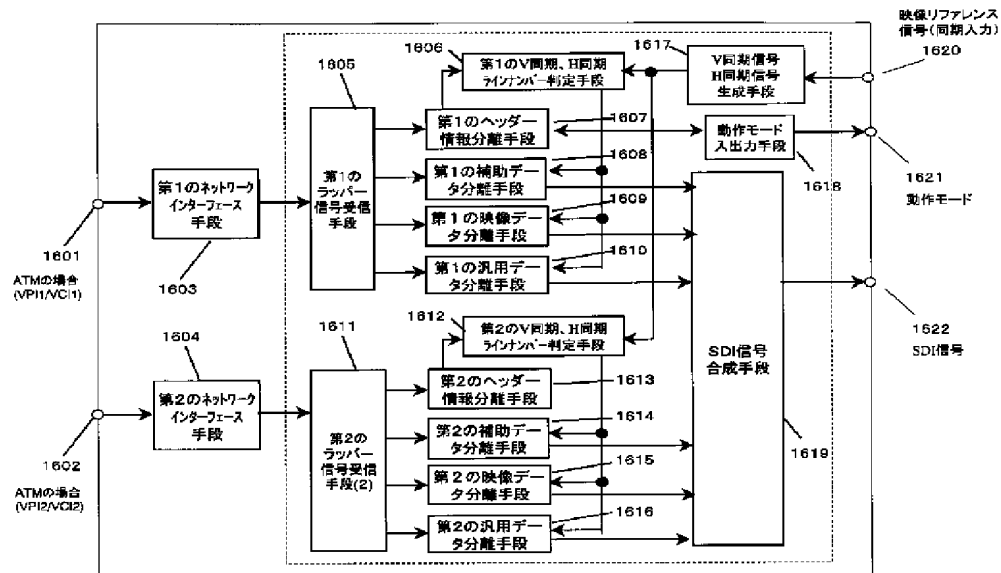 映像リファレンス
信号(同期入力)
1620
1606
第1のV同期、H同期
ラインナンバー判定手段
1617
V同期信号
H同期信号
生成手段
1605
第1の
ラッパー
信号受信
手段
第1のヘッダー
情報分離手段
1607
動作モード
入出力手段
1618
1621
動作モード
1608
第1の補助デー
タ分離手段
1609
第1の映像デー
タ分離手段
1610
第1の汎用デー
タ分離手段
第1のネットワーク
インターフェース
手段
1603
1601
ATMの場合
(VPI1/VCI1)
1612
第2のV同期、H同期
ラインナンバー判定手段
SDI信号
合成手段
1619
1622
SDI信号
1604
第2のネットワーク
インターフェース
手段
1602
ATMの場合
(VPI2/VCI2)
1611
第2の
ラッパー
信号受信
手段(2)
1613
第2のヘッダー
情報分離手段
1614
第2の補助デー
タ分離手段
1615
第2の映像デー
タ分離手段
1616
第2の汎用デー
タ分離手段